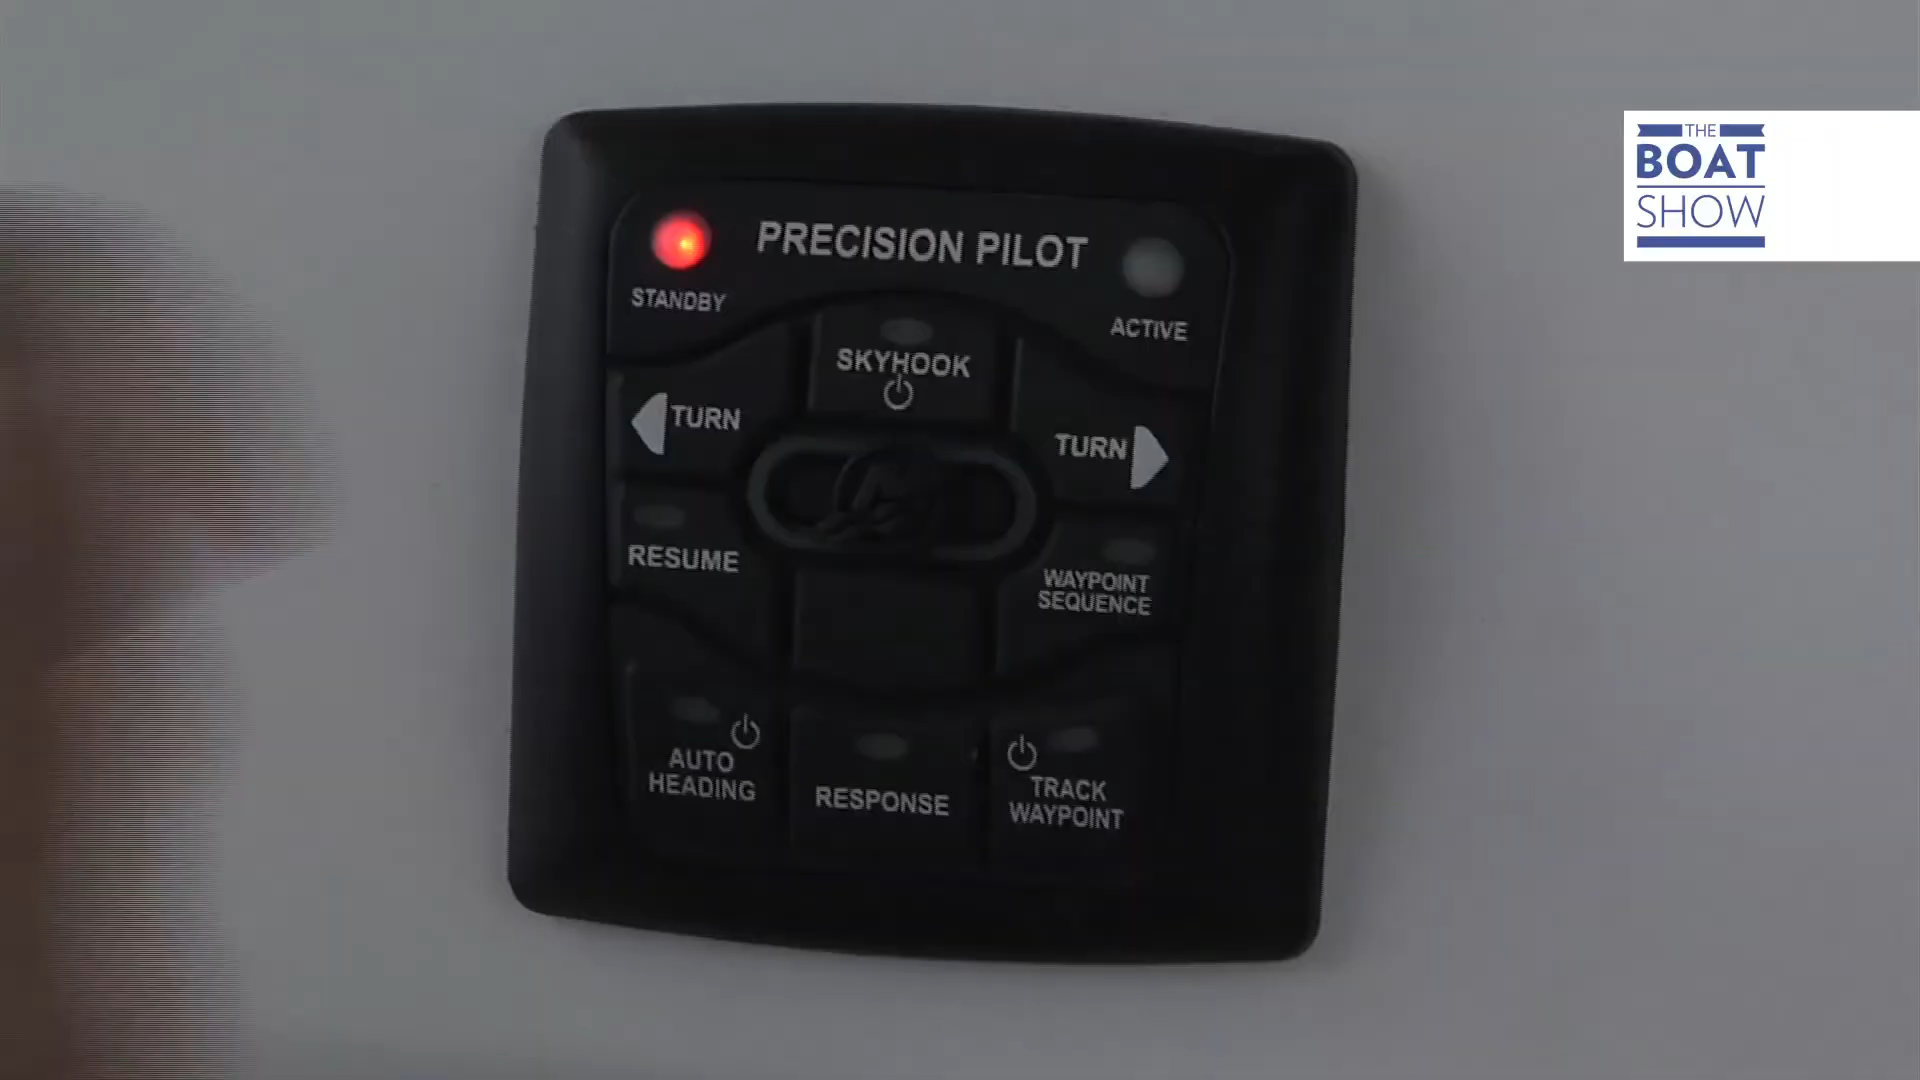 THE
BOAT
SHOW
PRECISION PILOT
STANDBY
ACTIVE
SKYHOOK
TURN
TURN
RESUME
WAYPOINT
SEQUENCE
AUTO
HEADING
RESPONSE
TRACK
WAYPOINT